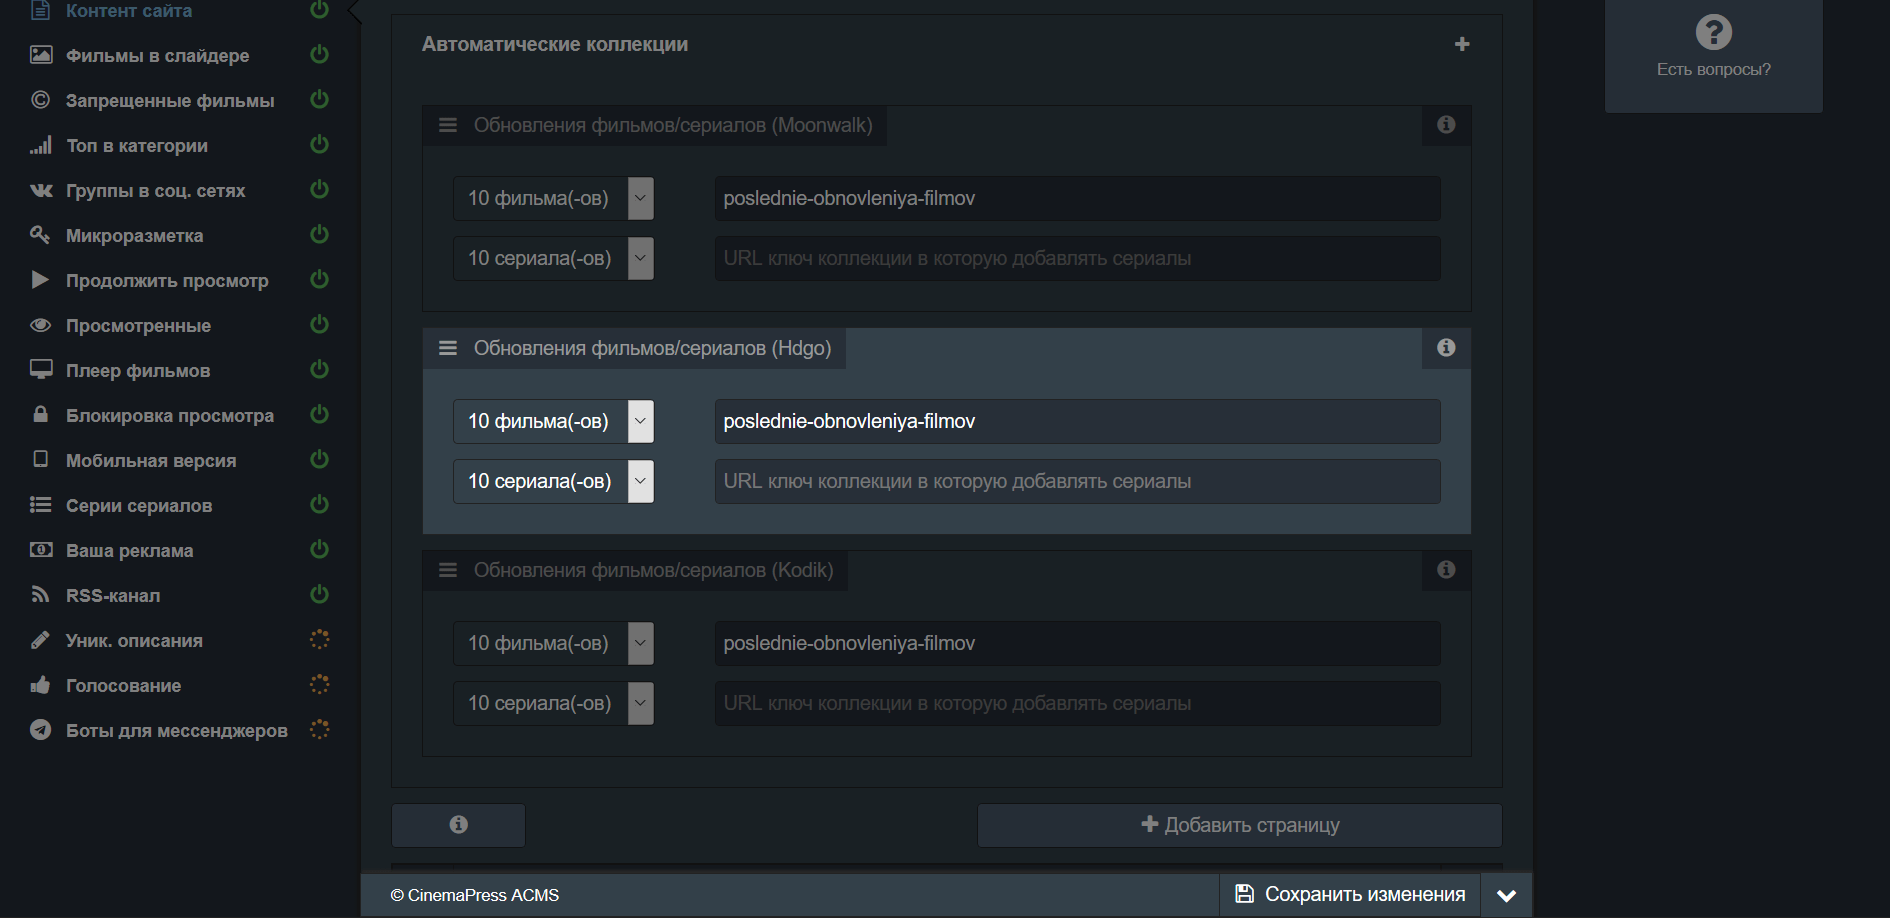 Контент сайта
Фильмы в слайдере
Запрещенные фильмы
Топ в категории
Группы в соц. сетях
Микроразметка
Продолжить просмотр
Просмотренные
Плеер фильмов
Блокировка просмотра
Мобильная версия
Серии сериалов
Ваша реклама
RSS-канал
Уник. описания
Голосование
Боты для мессенджеров
Автоматические коллекции
Обновления фильмов/сериалов (Moonwalk)
10 фильма(-ов) poslednie-obnovleniya-filmov
10 сериала(-ов) URL ключ коллекции в которую добавлять сериалы
Обновления фильмов/сериалов (Hdgo)
10 фильма(-ов) poslednie-obnovleniya-filmov
10 сериала(-ов) URL ключ коллекции в которую добавлять сериалы
Обновления фильмов/сериалов (Kodik)
10 фильма(-ов) poslednie-obnovleniya-filmov
10 сериала(-ов) URL ключ коллекции в которую добавлять сериалы
Добавить страницу
© CinemaPress ACMS
Сохранить изменения
Есть вопросы?